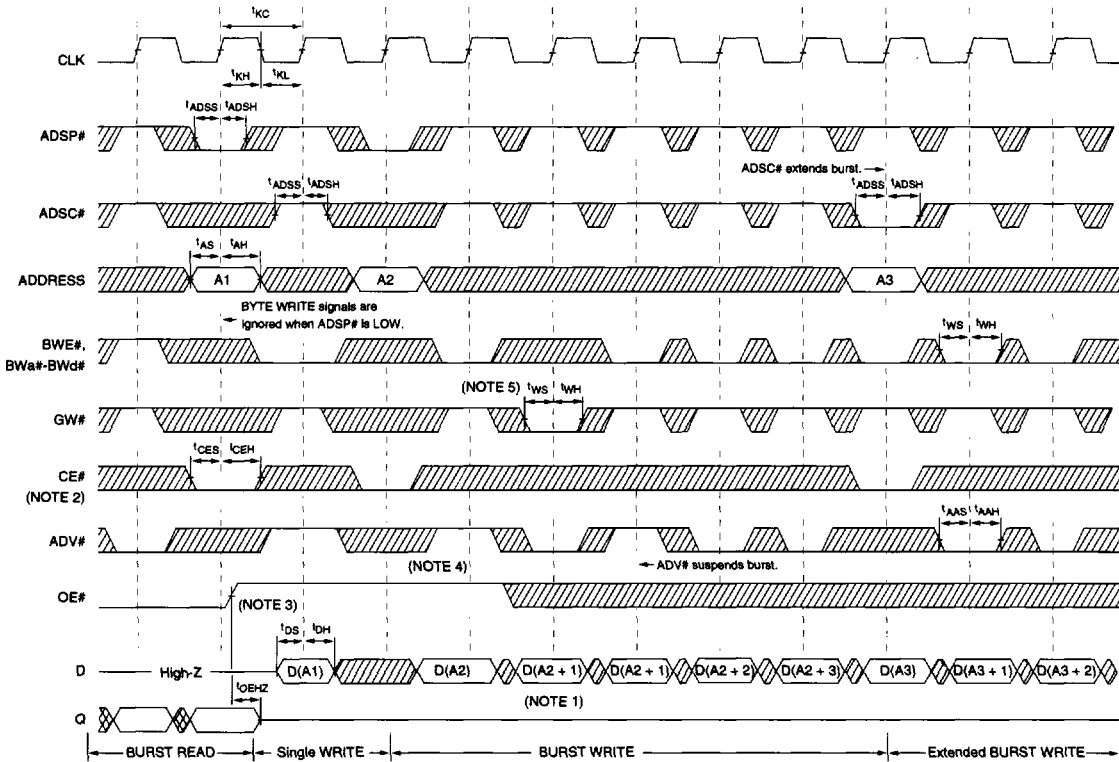 tKC
CLK
tKH tKL
tADSS tADSH
ADSP#
ADSC# extends burst.
tADSS tADSH tADSS tADSH
ADSC#
tAS tAH
ADDRESS A1 A2 A3
BYTE WRITE signals are
ignored when ADSP# is LOW.
BWE#,
BWa#-BWd#
tWS tWH
(NOTE 5) tWS tWH
GW#
tCES tCEH
CE#
(NOTE 2)
tAAS tAAH
ADV#
(NOTE 4) ADV# suspends burst.
OE#
(NOTE 3)
tDS tDH
D High-Z D(A1) D(A2) D(A2 + 1) D(A2 + 1) D(A2 + 2) D(A2 + 3) D(A3) D(A3 + 1) D(A3 + 2)
tOEHZ
(NOTE 1)
Q
BURST READ Single WRITE BURST WRITE Extended BURST WRITE